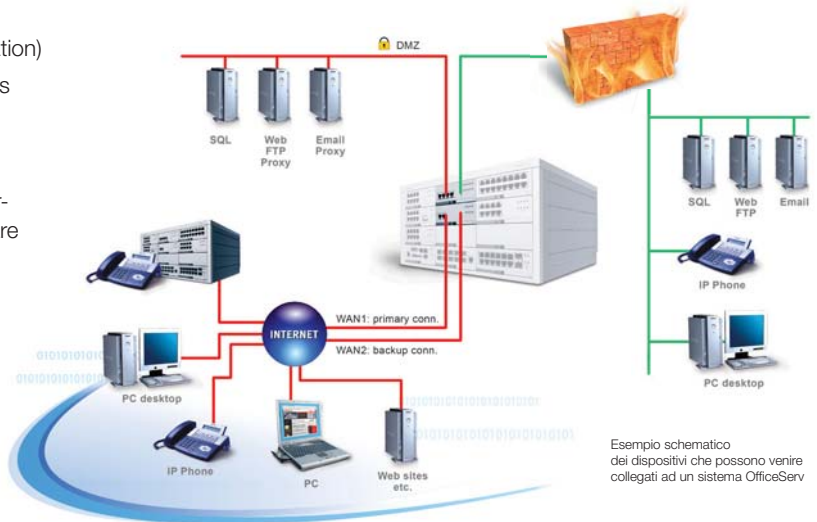 tion)
s
r-
re
DMZ
SQL
Web
FTP
Proxy
Email
Proxy
SQL
Web
FTP
Email
IP Phone
PC desktop
WAN1: primary conn.
INTERNET
WAN2: backup conn.
PC desktop
IP Phone
PC
Web sites
etc.
Esempio schematico
dei dispositivi che possono venire
collegati ad un sistema OfficeServ